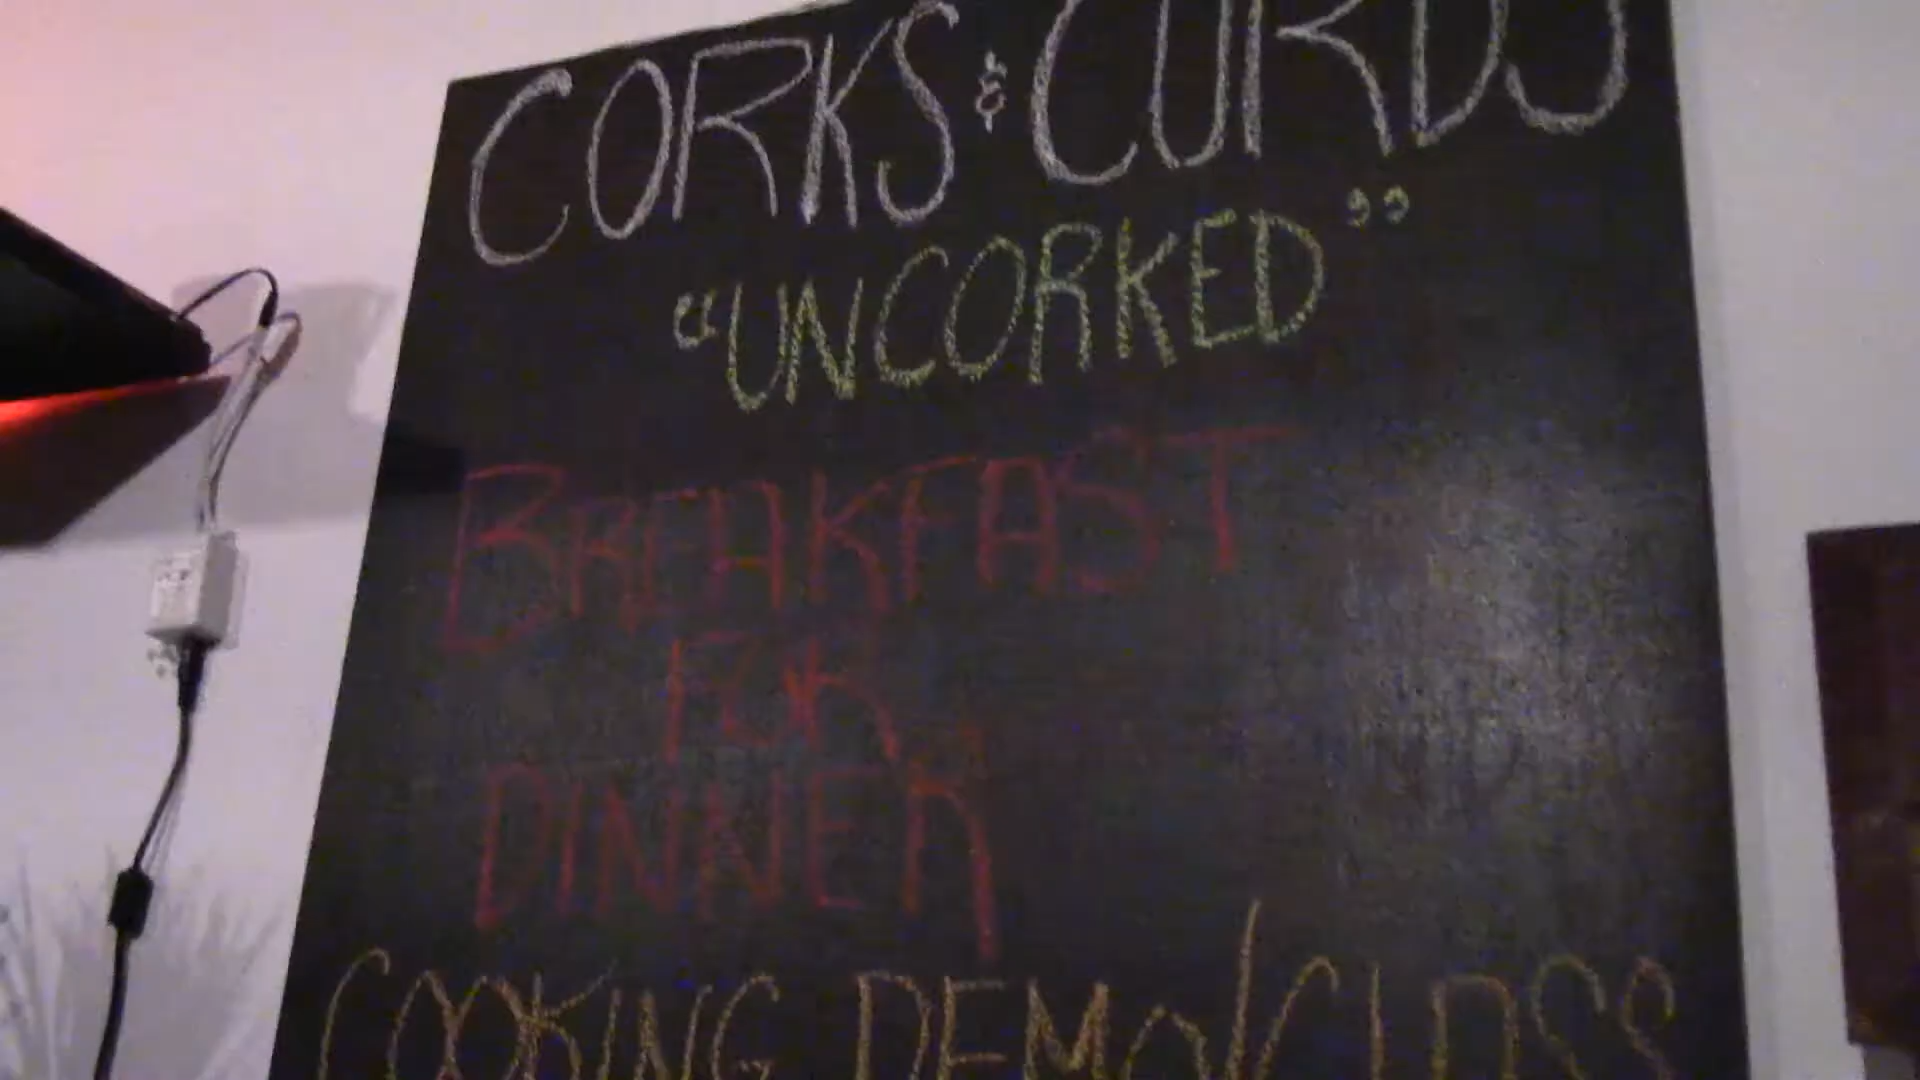 CORKS & CURDS
"UNCORKED"
BREAKFAST
FOR
DINNER
COOKING DEMO/CLASS